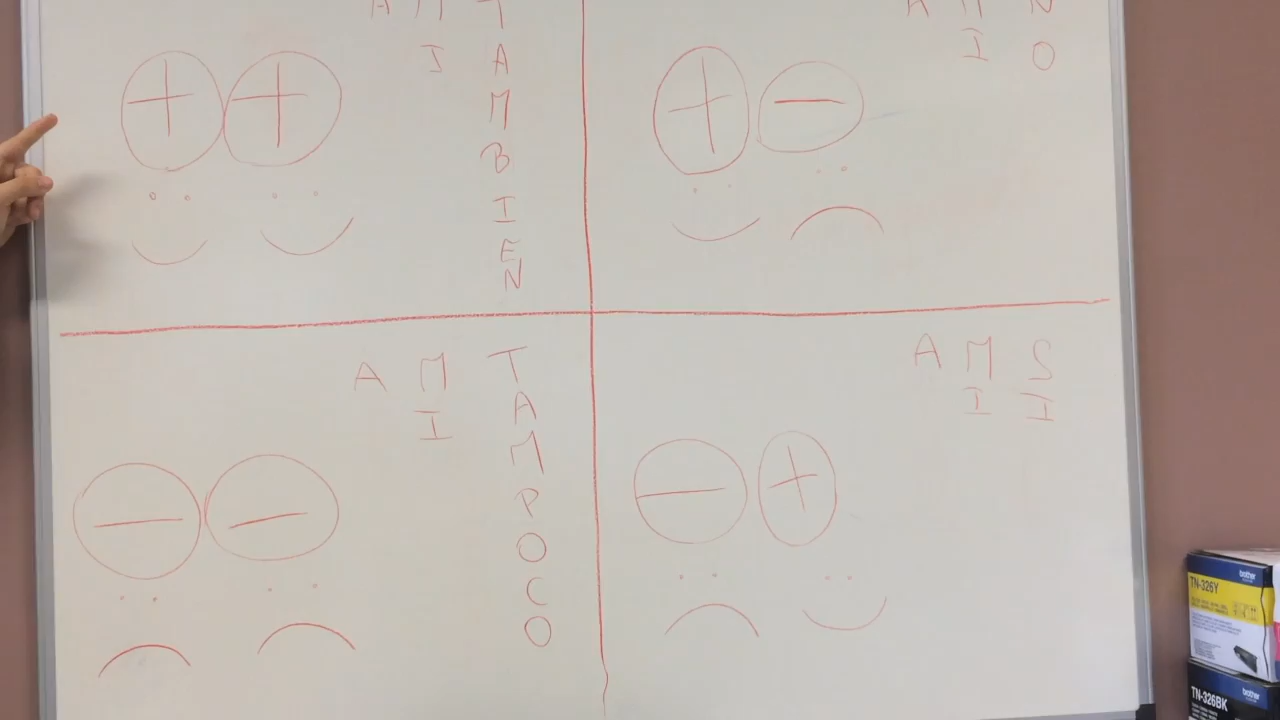 A MI TAMBIEN
A MI NO
A MI TAMPOCO
A MI SI
brother
TN-326Y
brother
TN-326BK